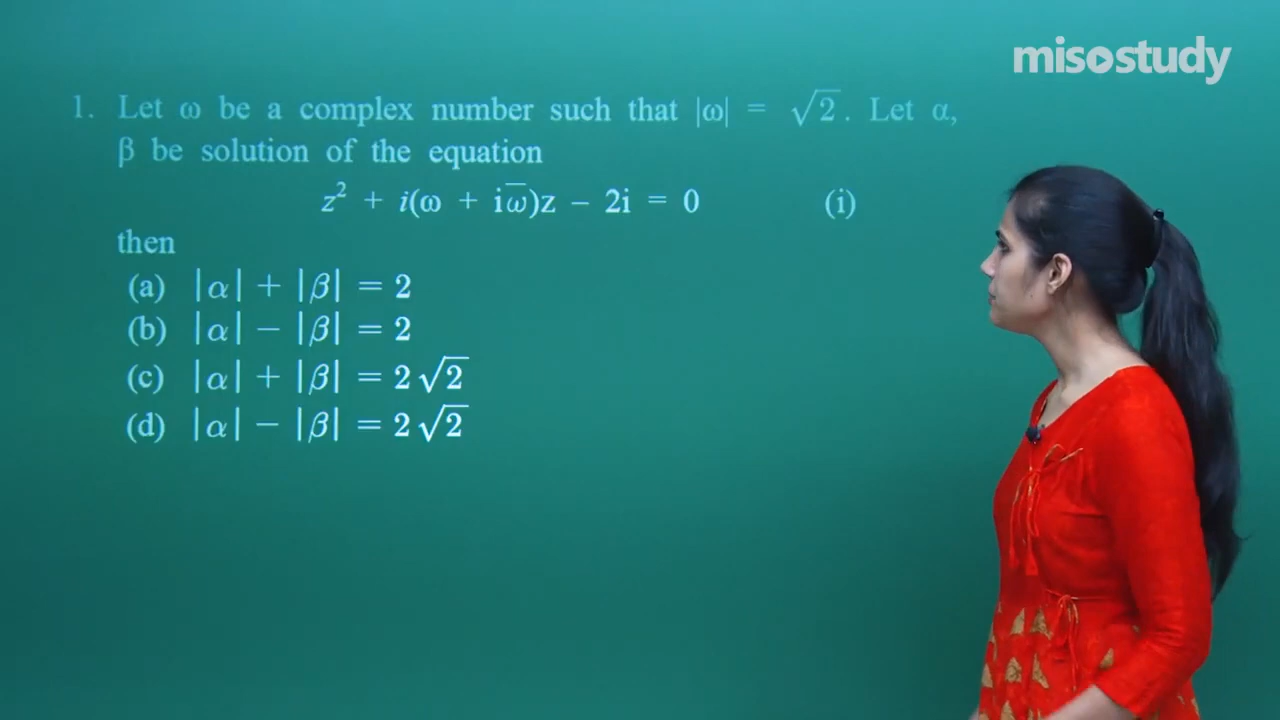 misostudy
1. Let ω be a complex number such that |ω| = √2. Let α,
β be solution of the equation
z² + i(ω + iω̅)z − 2i = 0 (i)
then
(a) |α| + |β| = 2
(b) |α| − |β| = 2
(c) |α| + |β| = 2√2
(d) |α| − |β| = 2√2